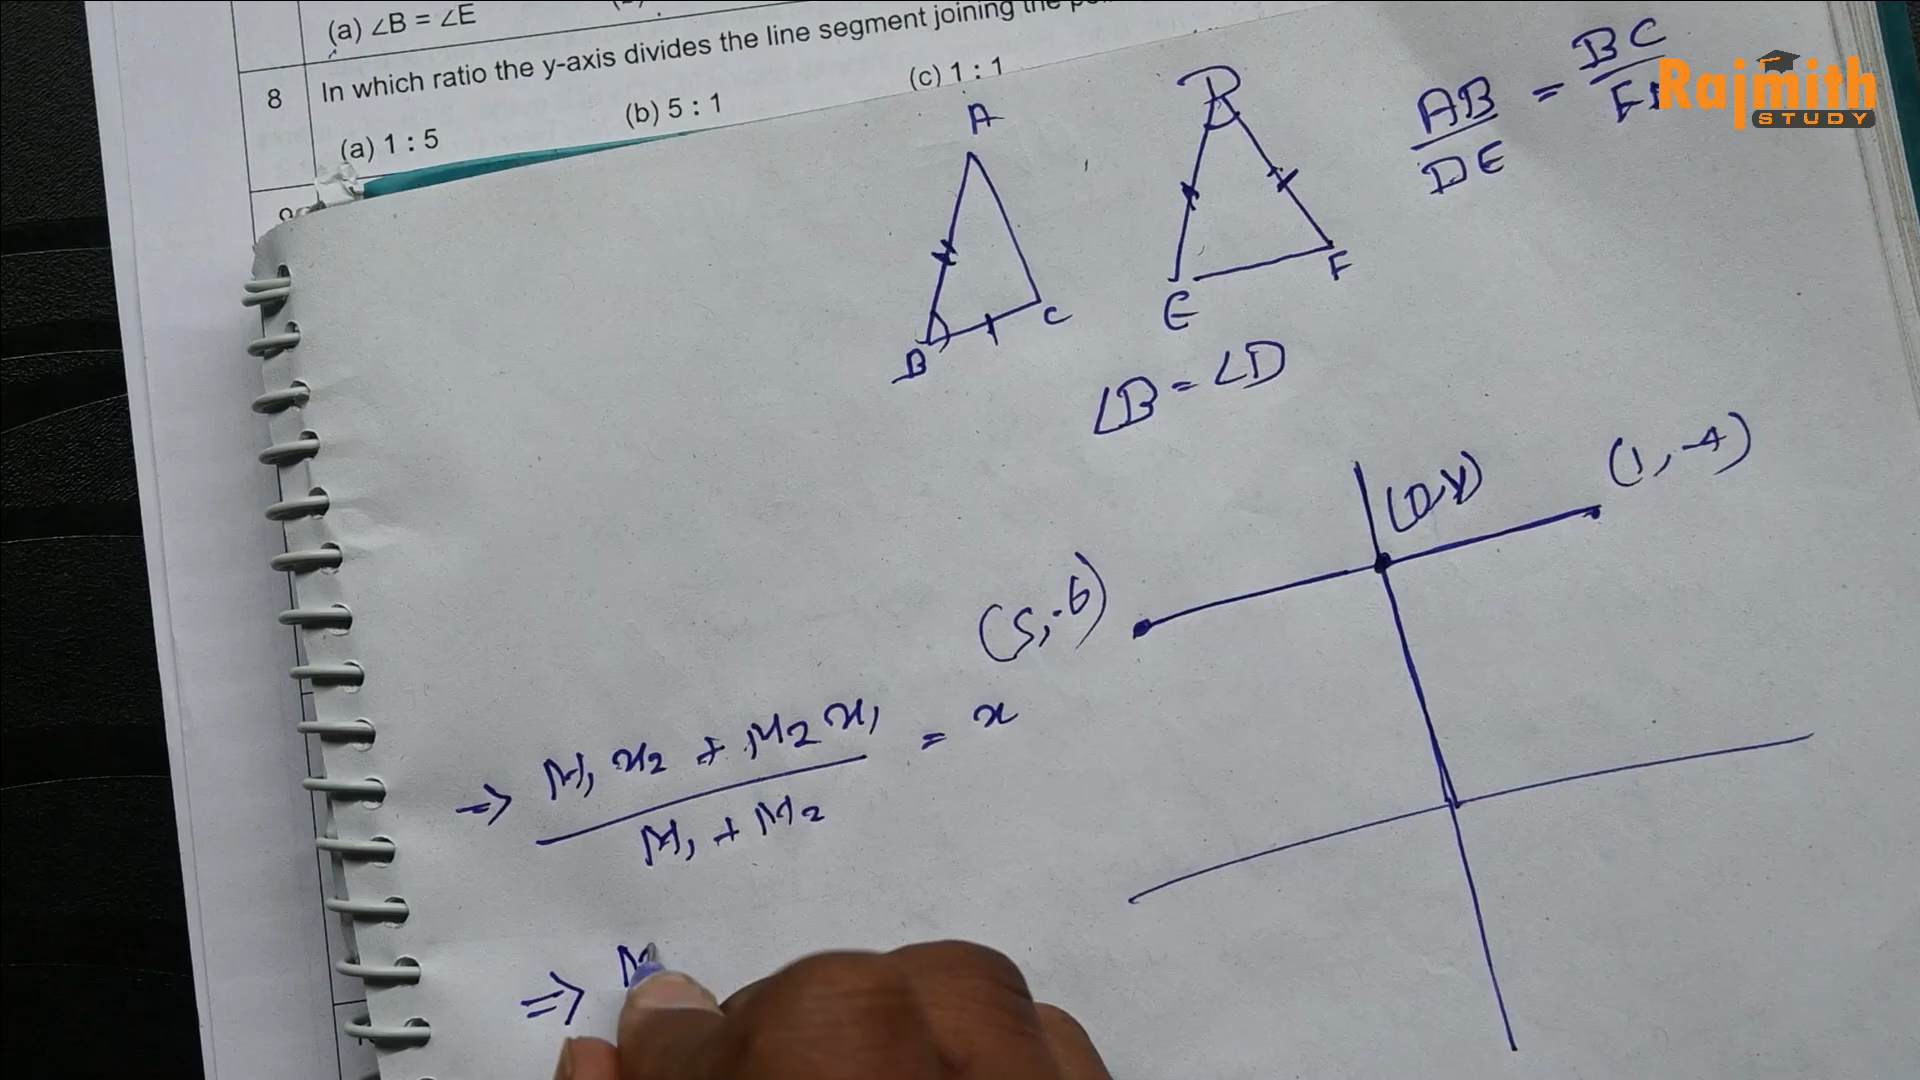 (a) ∠B = ∠E
8 In which ratio the y-axis divides the line segment joining the
(a) 1 : 5 (b) 5 : 1 (c) 1 : 1
Rajmith
STUDY
A
B
C
D
E
F
AB/DE = BC/
∠B = ∠D
(0,y)
(1,-4)
(5,-6)
⇒ M₁x₂ + M₂x₁ / M₁ + M₂ = x
⇒ M